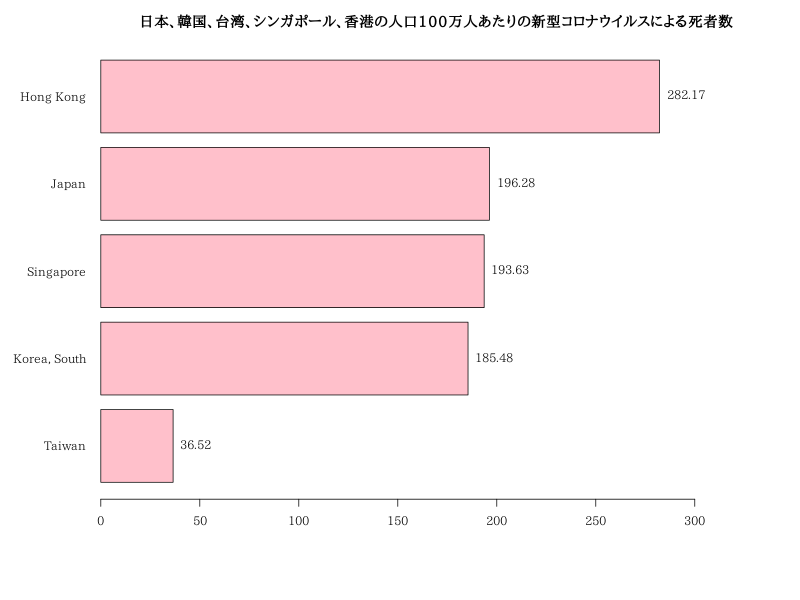 日本、韓国、台湾、シンガポール、香港の人口100万人あたりの新型コロナウイルスによる死者数
Hong Kong 282.17
Japan 196.28
Singapore 193.63
Korea, South 185.48
Taiwan 36.52
0 50 100 150 200 250 300